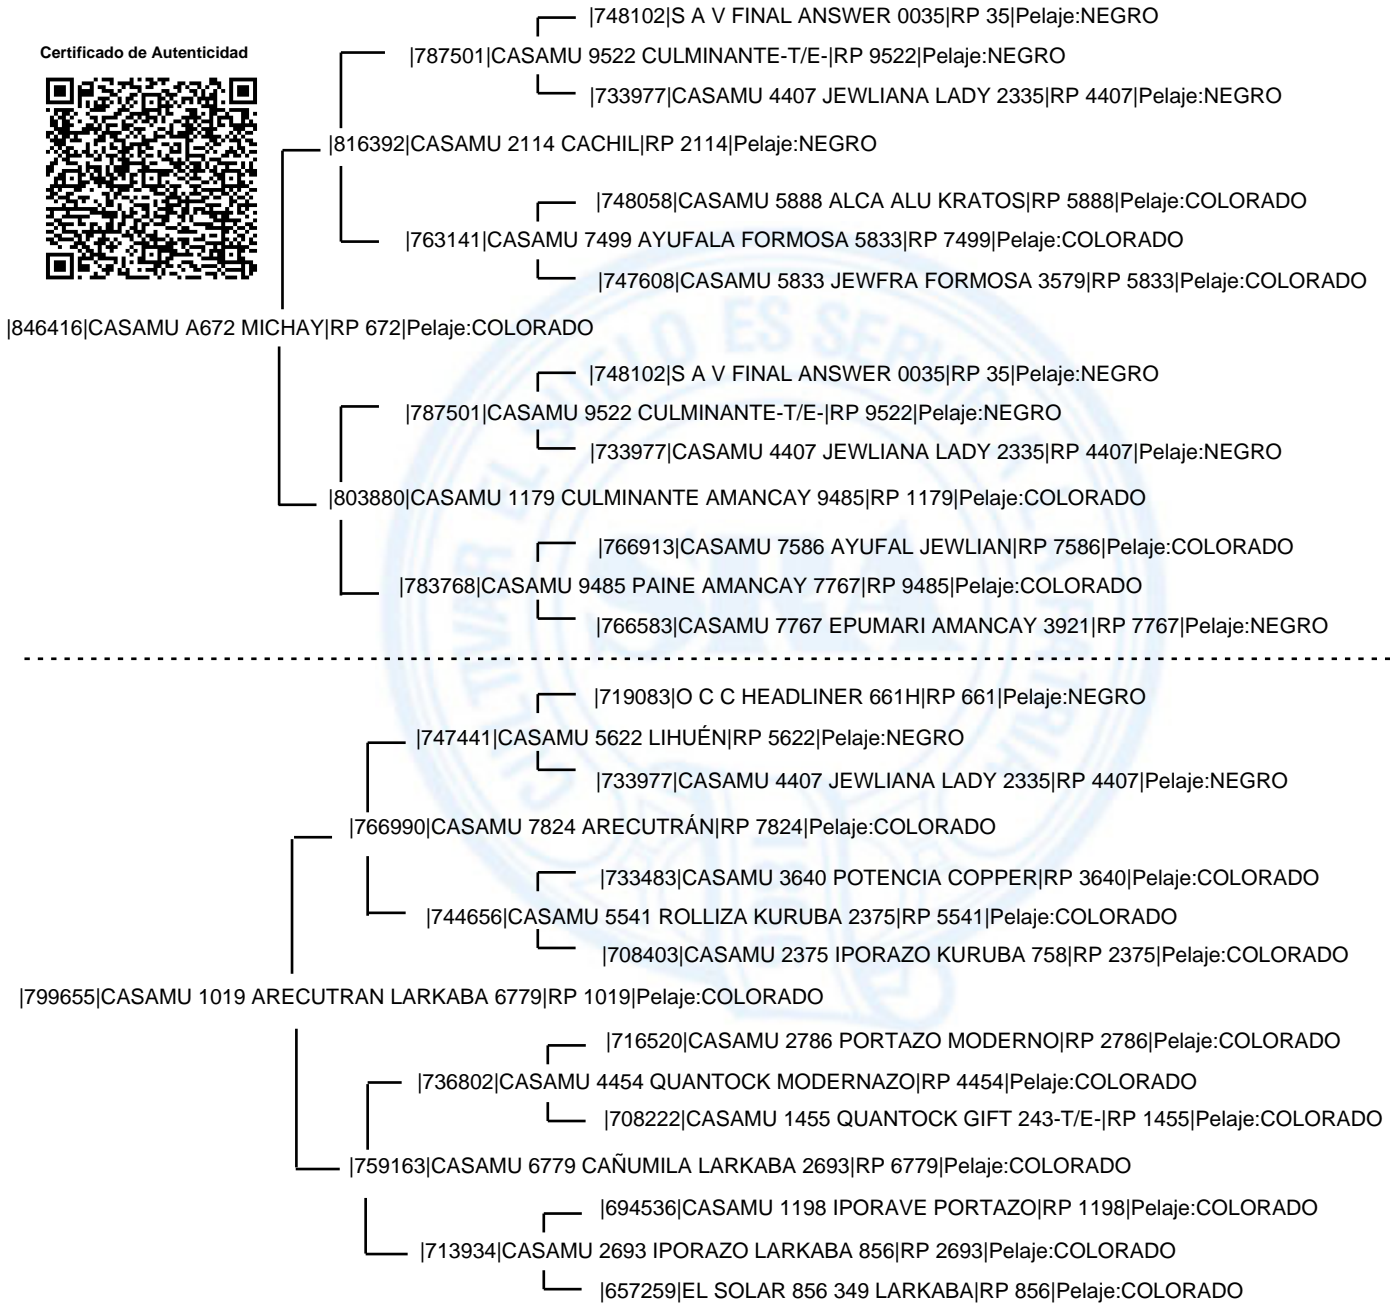 |748102|S A V FINAL ANSWER 0035|RP 35|Pelaje:NEGRO
Certificado de Autenticidad
|787501|CASAMU 9522 CULMINANTE-T/E-|RP 9522|Pelaje:NEGRO
|733977|CASAMU 4407 JEWLIANA LADY 2335|RP 4407|Pelaje:NEGRO
|816392|CASAMU 2114 CACHIL|RP 2114|Pelaje:NEGRO
|748058|CASAMU 5888 ALCA ALU KRATOS|RP 5888|Pelaje:COLORADO
|763141|CASAMU 7499 AYUFALA FORMOSA 5833|RP 7499|Pelaje:COLORADO
|747608|CASAMU 5833 JEWFRA FORMOSA 3579|RP 5833|Pelaje:COLORADO
|846416|CASAMU A672 MICHAY|RP 672|Pelaje:COLORADO
|748102|S A V FINAL ANSWER 0035|RP 35|Pelaje:NEGRO
|787501|CASAMU 9522 CULMINANTE-T/E-|RP 9522|Pelaje:NEGRO
|733977|CASAMU 4407 JEWLIANA LADY 2335|RP 4407|Pelaje:NEGRO
|803880|CASAMU 1179 CULMINANTE AMANCAY 9485|RP 1179|Pelaje:COLORADO
|766913|CASAMU 7586 AYUFAL JEWLIAN|RP 7586|Pelaje:COLORADO
|783768|CASAMU 9485 PAINE AMANCAY 7767|RP 9485|Pelaje:COLORADO
|766583|CASAMU 7767 EPUMARI AMANCAY 3921|RP 7767|Pelaje:NEGRO
|719083|O C C HEADLINER 661H|RP 661|Pelaje:NEGRO
|747441|CASAMU 5622 LIHUÉN|RP 5622|Pelaje:NEGRO
|733977|CASAMU 4407 JEWLIANA LADY 2335|RP 4407|Pelaje:NEGRO
|766990|CASAMU 7824 ARECUTRÁN|RP 7824|Pelaje:COLORADO
|733483|CASAMU 3640 POTENCIA COPPER|RP 3640|Pelaje:COLORADO
|744656|CASAMU 5541 ROLLIZA KURUBA 2375|RP 5541|Pelaje:COLORADO
|708403|CASAMU 2375 IPORAZO KURUBA 758|RP 2375|Pelaje:COLORADO
|799655|CASAMU 1019 ARECUTRAN LARKABA 6779|RP 1019|Pelaje:COLORADO
|716520|CASAMU 2786 PORTAZO MODERNO|RP 2786|Pelaje:COLORADO
|736802|CASAMU 4454 QUANTOCK MODERNAZO|RP 4454|Pelaje:COLORADO
|708222|CASAMU 1455 QUANTOCK GIFT 243-T/E-|RP 1455|Pelaje:COLORADO
|759163|CASAMU 6779 CAÑUMILA LARKABA 2693|RP 6779|Pelaje:COLORADO
|694536|CASAMU 1198 IPORAVE PORTAZO|RP 1198|Pelaje:COLORADO
|713934|CASAMU 2693 IPORAZO LARKABA 856|RP 2693|Pelaje:COLORADO
|657259|EL SOLAR 856 349 LARKABA|RP 856|Pelaje:COLORADO
CULTIVAR EL SUELO ES SERVIR A LA PATRIA
SRA
1866